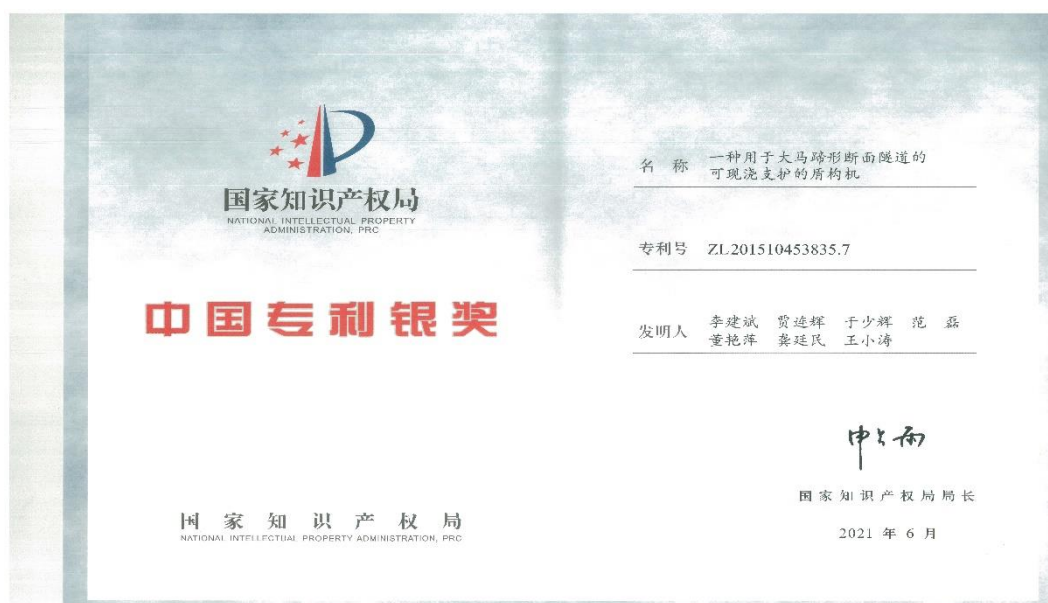 国家知识产权局
NATIONAL INTELLECTUAL PROPERTY
ADMINISTRATION, PRC
中国专利银奖
国家知识产权局
NATIONAL INTELLECTUAL PROPERTY ADMINISTRATION, PRC
名 称 一种用于大马蹄形断面隧道的
可现浇支护的盾构机
专利号 ZL201510453835.7
发明人 李建斌 贾连辉 于少辉 范 磊
董艳萍 龚廷民 王小涛
申长雨
国家知识产权局局长
2021 年 6 月